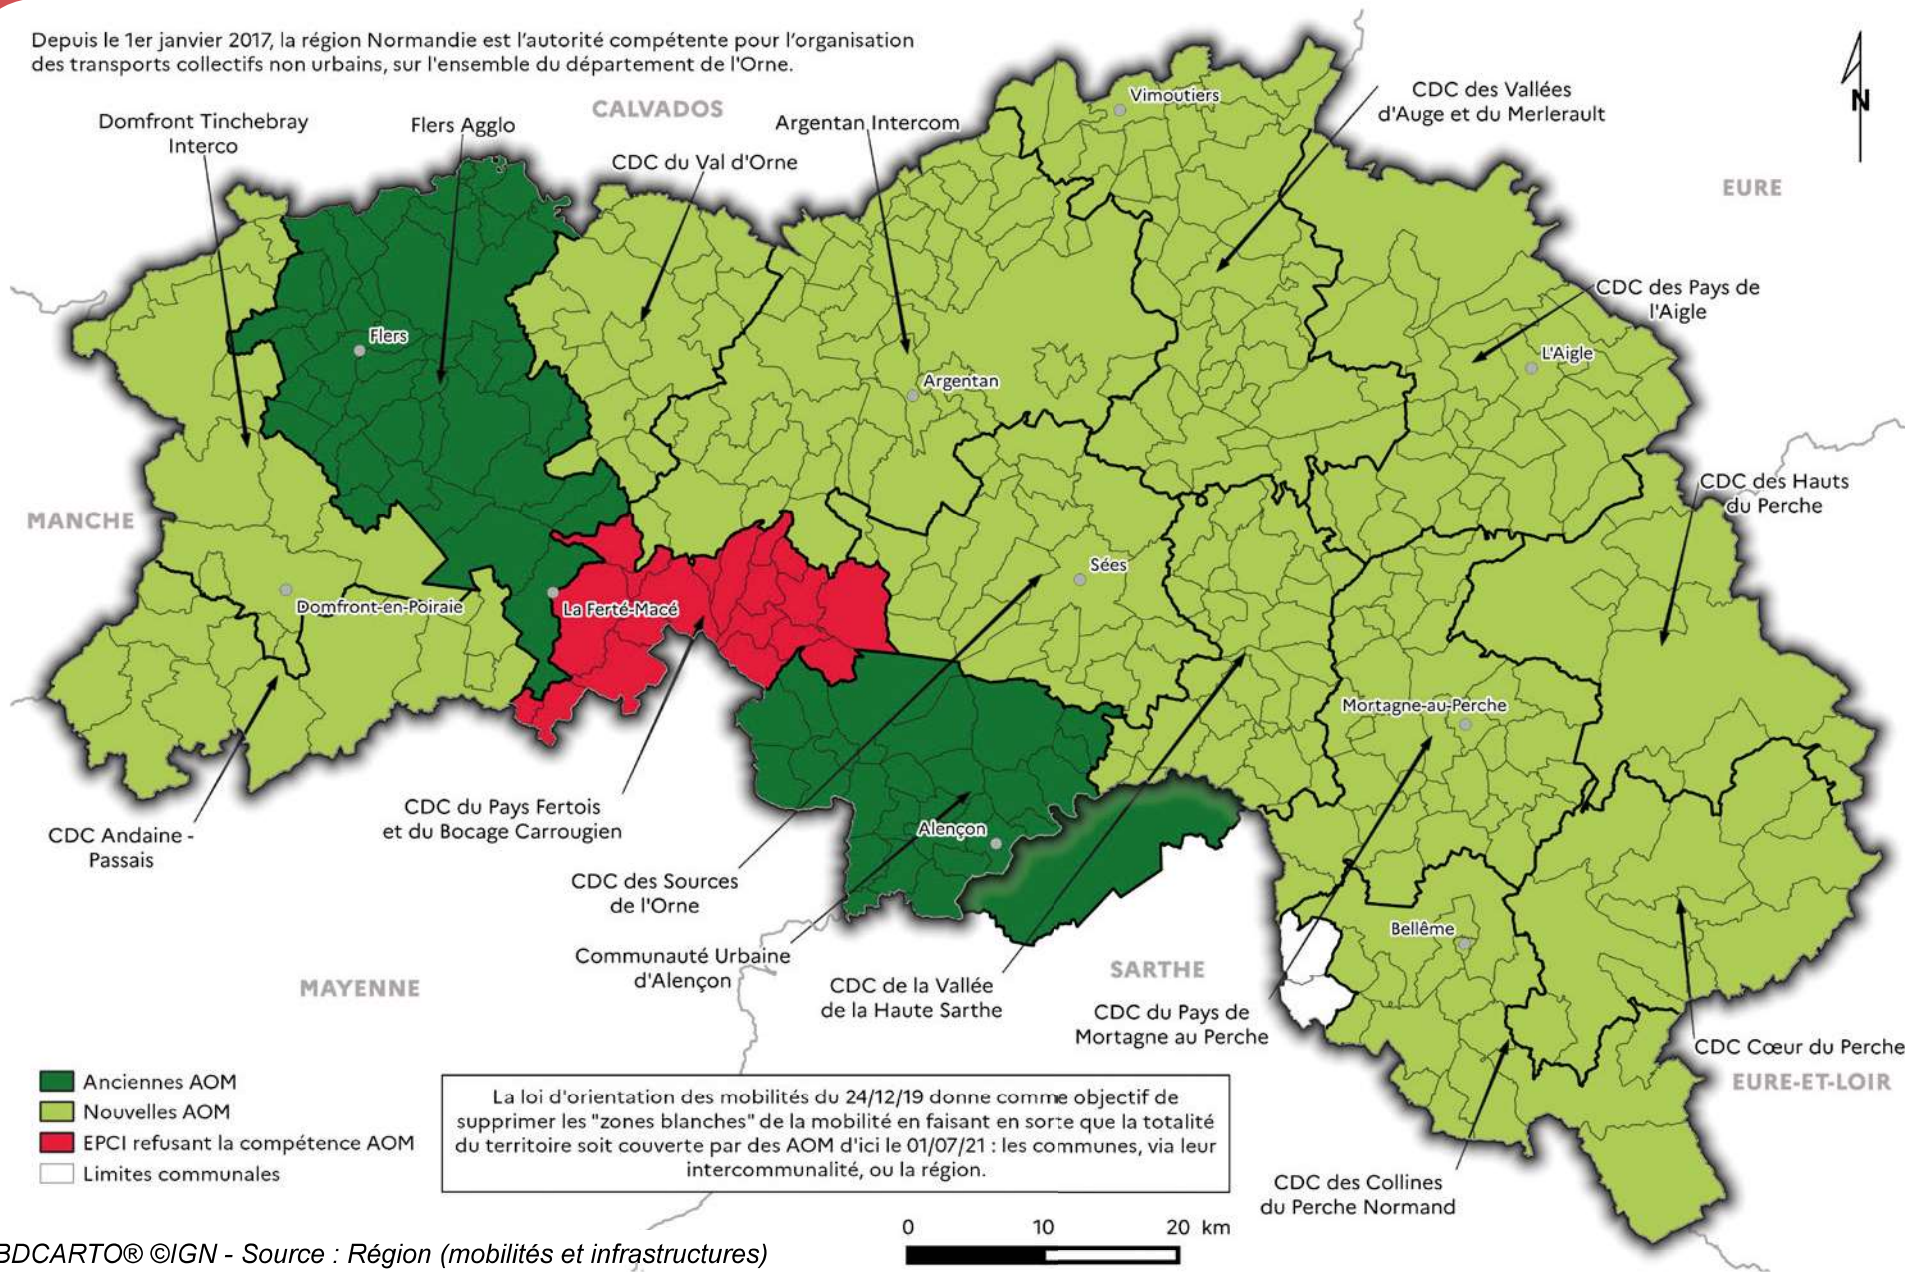 Depuis le 1er janvier 2017, la région Normandie est l'autorité compétente pour l'organisation
des transports collectifs non urbains, sur l'ensemble du département de l'Orne.
CALVADOS
Domfront Tinchebray
Interco
Flers Agglo
CDC du Val d'Orne
Argentan Intercom
Vimoutiers
CDC des Vallées
d'Auge et du Merlerault
N
EURE
CDC des Pays de
l'Aigle
Flers
L'Aigle
Argentan
CDC des Hauts
du Perche
MANCHE
Sées
Domfront-en-Poiraie
La Ferté-Macé
Mortagne-au-Perche
CDC Andaine -
Passais
CDC du Pays Fertois
et du Bocage Carrougien
Alençon
CDC des Sources
de l'Orne
Bellême
Communauté Urbaine
d'Alençon
SARTHE
MAYENNE
CDC de la Vallée
de la Haute Sarthe
CDC du Pays de
Mortagne au Perche
CDC Cœur du Perche
EURE-ET-LOIR
Anciennes AOM
Nouvelles AOM
EPCI refusant la compétence AOM
Limites communales
La loi d'orientation des mobilités du 24/12/19 donne comme objectif de
supprimer les "zones blanches" de la mobilité en faisant en sorte que la totalité
du territoire soit couverte par des AOM d'ici le 01/07/21 : les communes, via leur
intercommunalité, ou la région.
CDC des Collines
du Perche Normand
0 10 20 km
BDCARTO® ©IGN - Source : Région (mobilités et infrastructures)